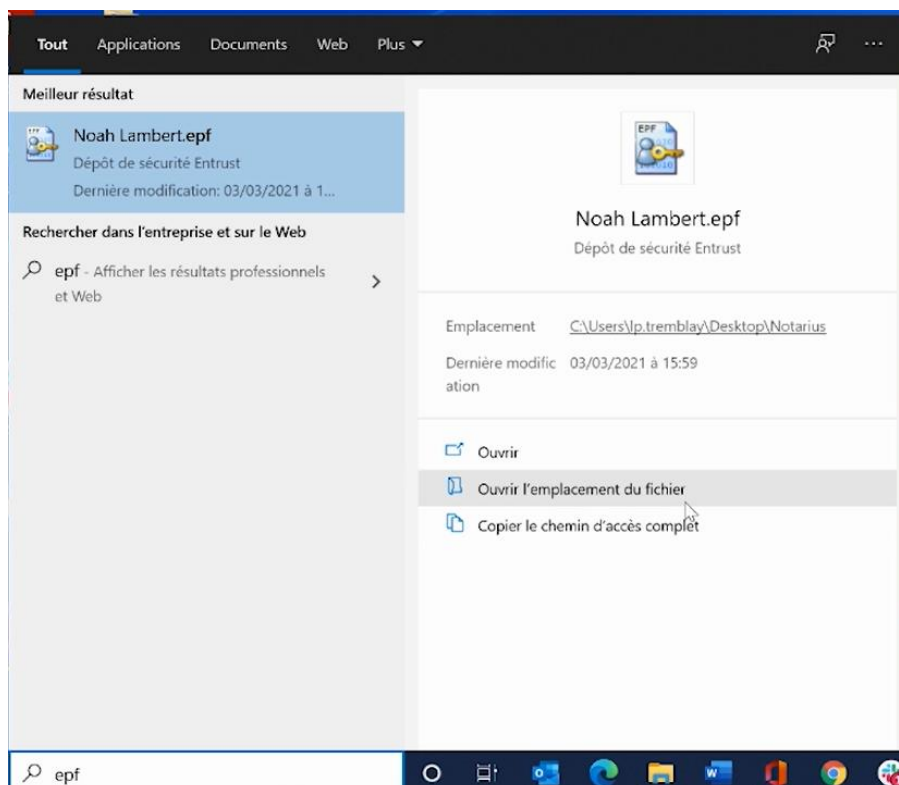 Tout Applications Documents Web Plus
Meilleur résultat
Noah Lambert.epf
Dépôt de sécurité Entrust
Dernière modification: 03/03/2021 à 1...
Rechercher dans l'entreprise et sur le Web
epf - Afficher les résultats professionnels
et Web
EPF
Noah Lambert.epf
Dépôt de sécurité Entrust
Emplacement C:\Users\lp.tremblay\Desktop\Notarius
Dernière modific 03/03/2021 à 15:59
ation
Ouvrir
Ouvrir l'emplacement du fichier
Copier le chemin d'accès complet
epf